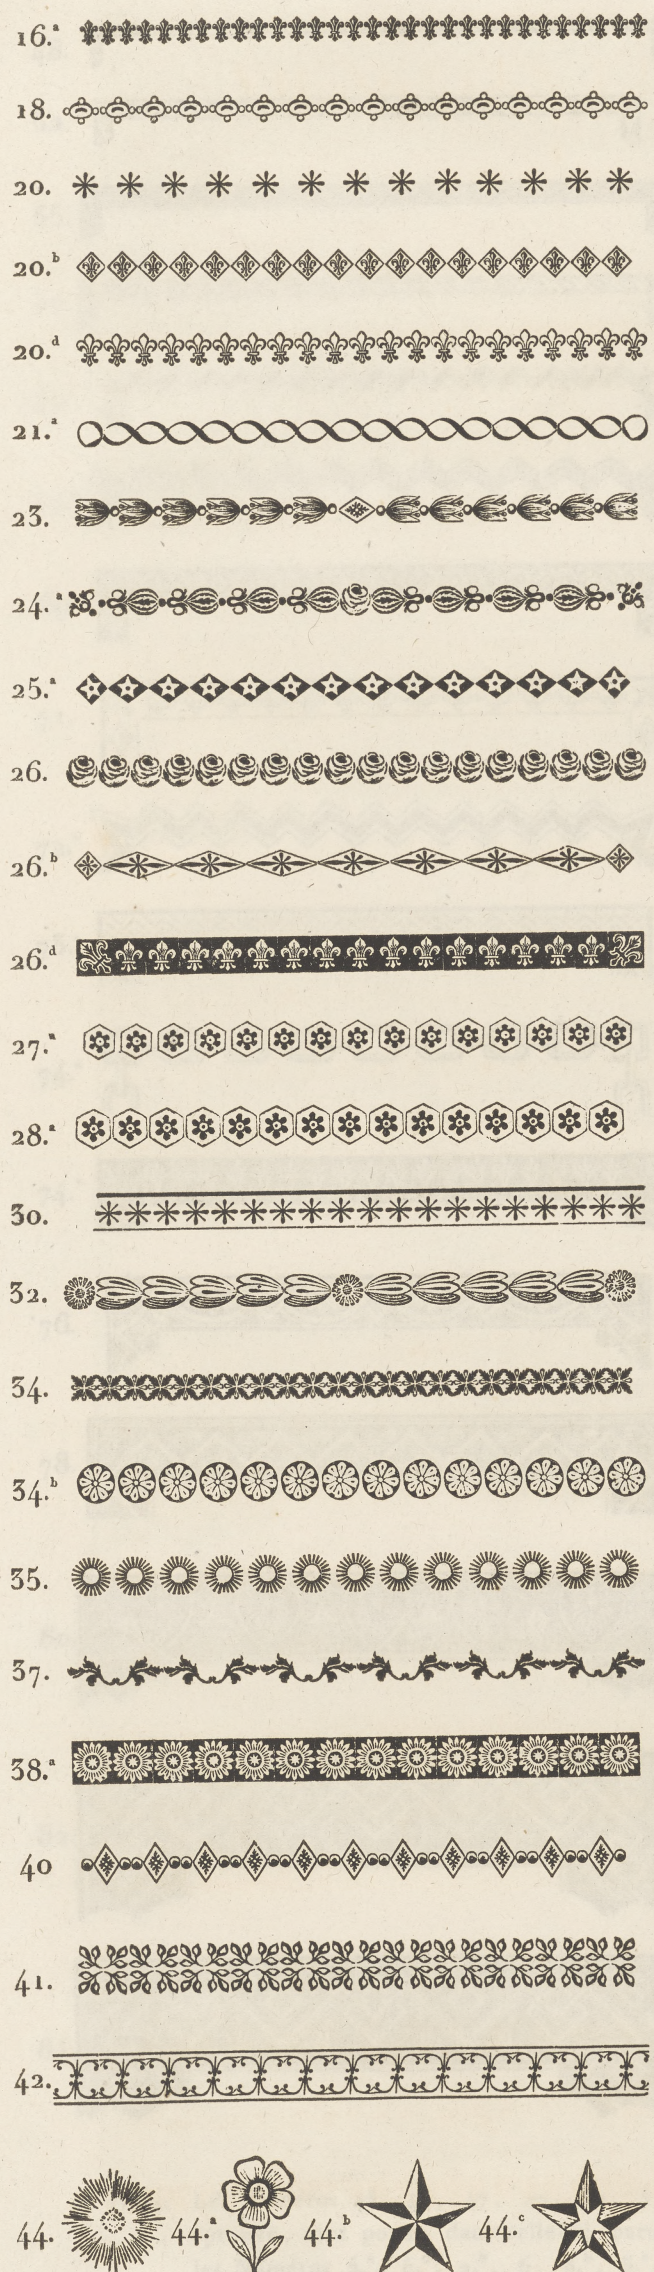 16.ª
18.
20.
20.ᵇ
20.ᵈ
21.ª
23.
24.ª
25.ª
26.
26.ᵇ
26.ᵈ
27.ª
28.ª
30.
32.
34.
34.ᵇ
35.
37.
38.ª
40
41.
42.
44. 44.ª 44.ᵇ 44.ᶜ